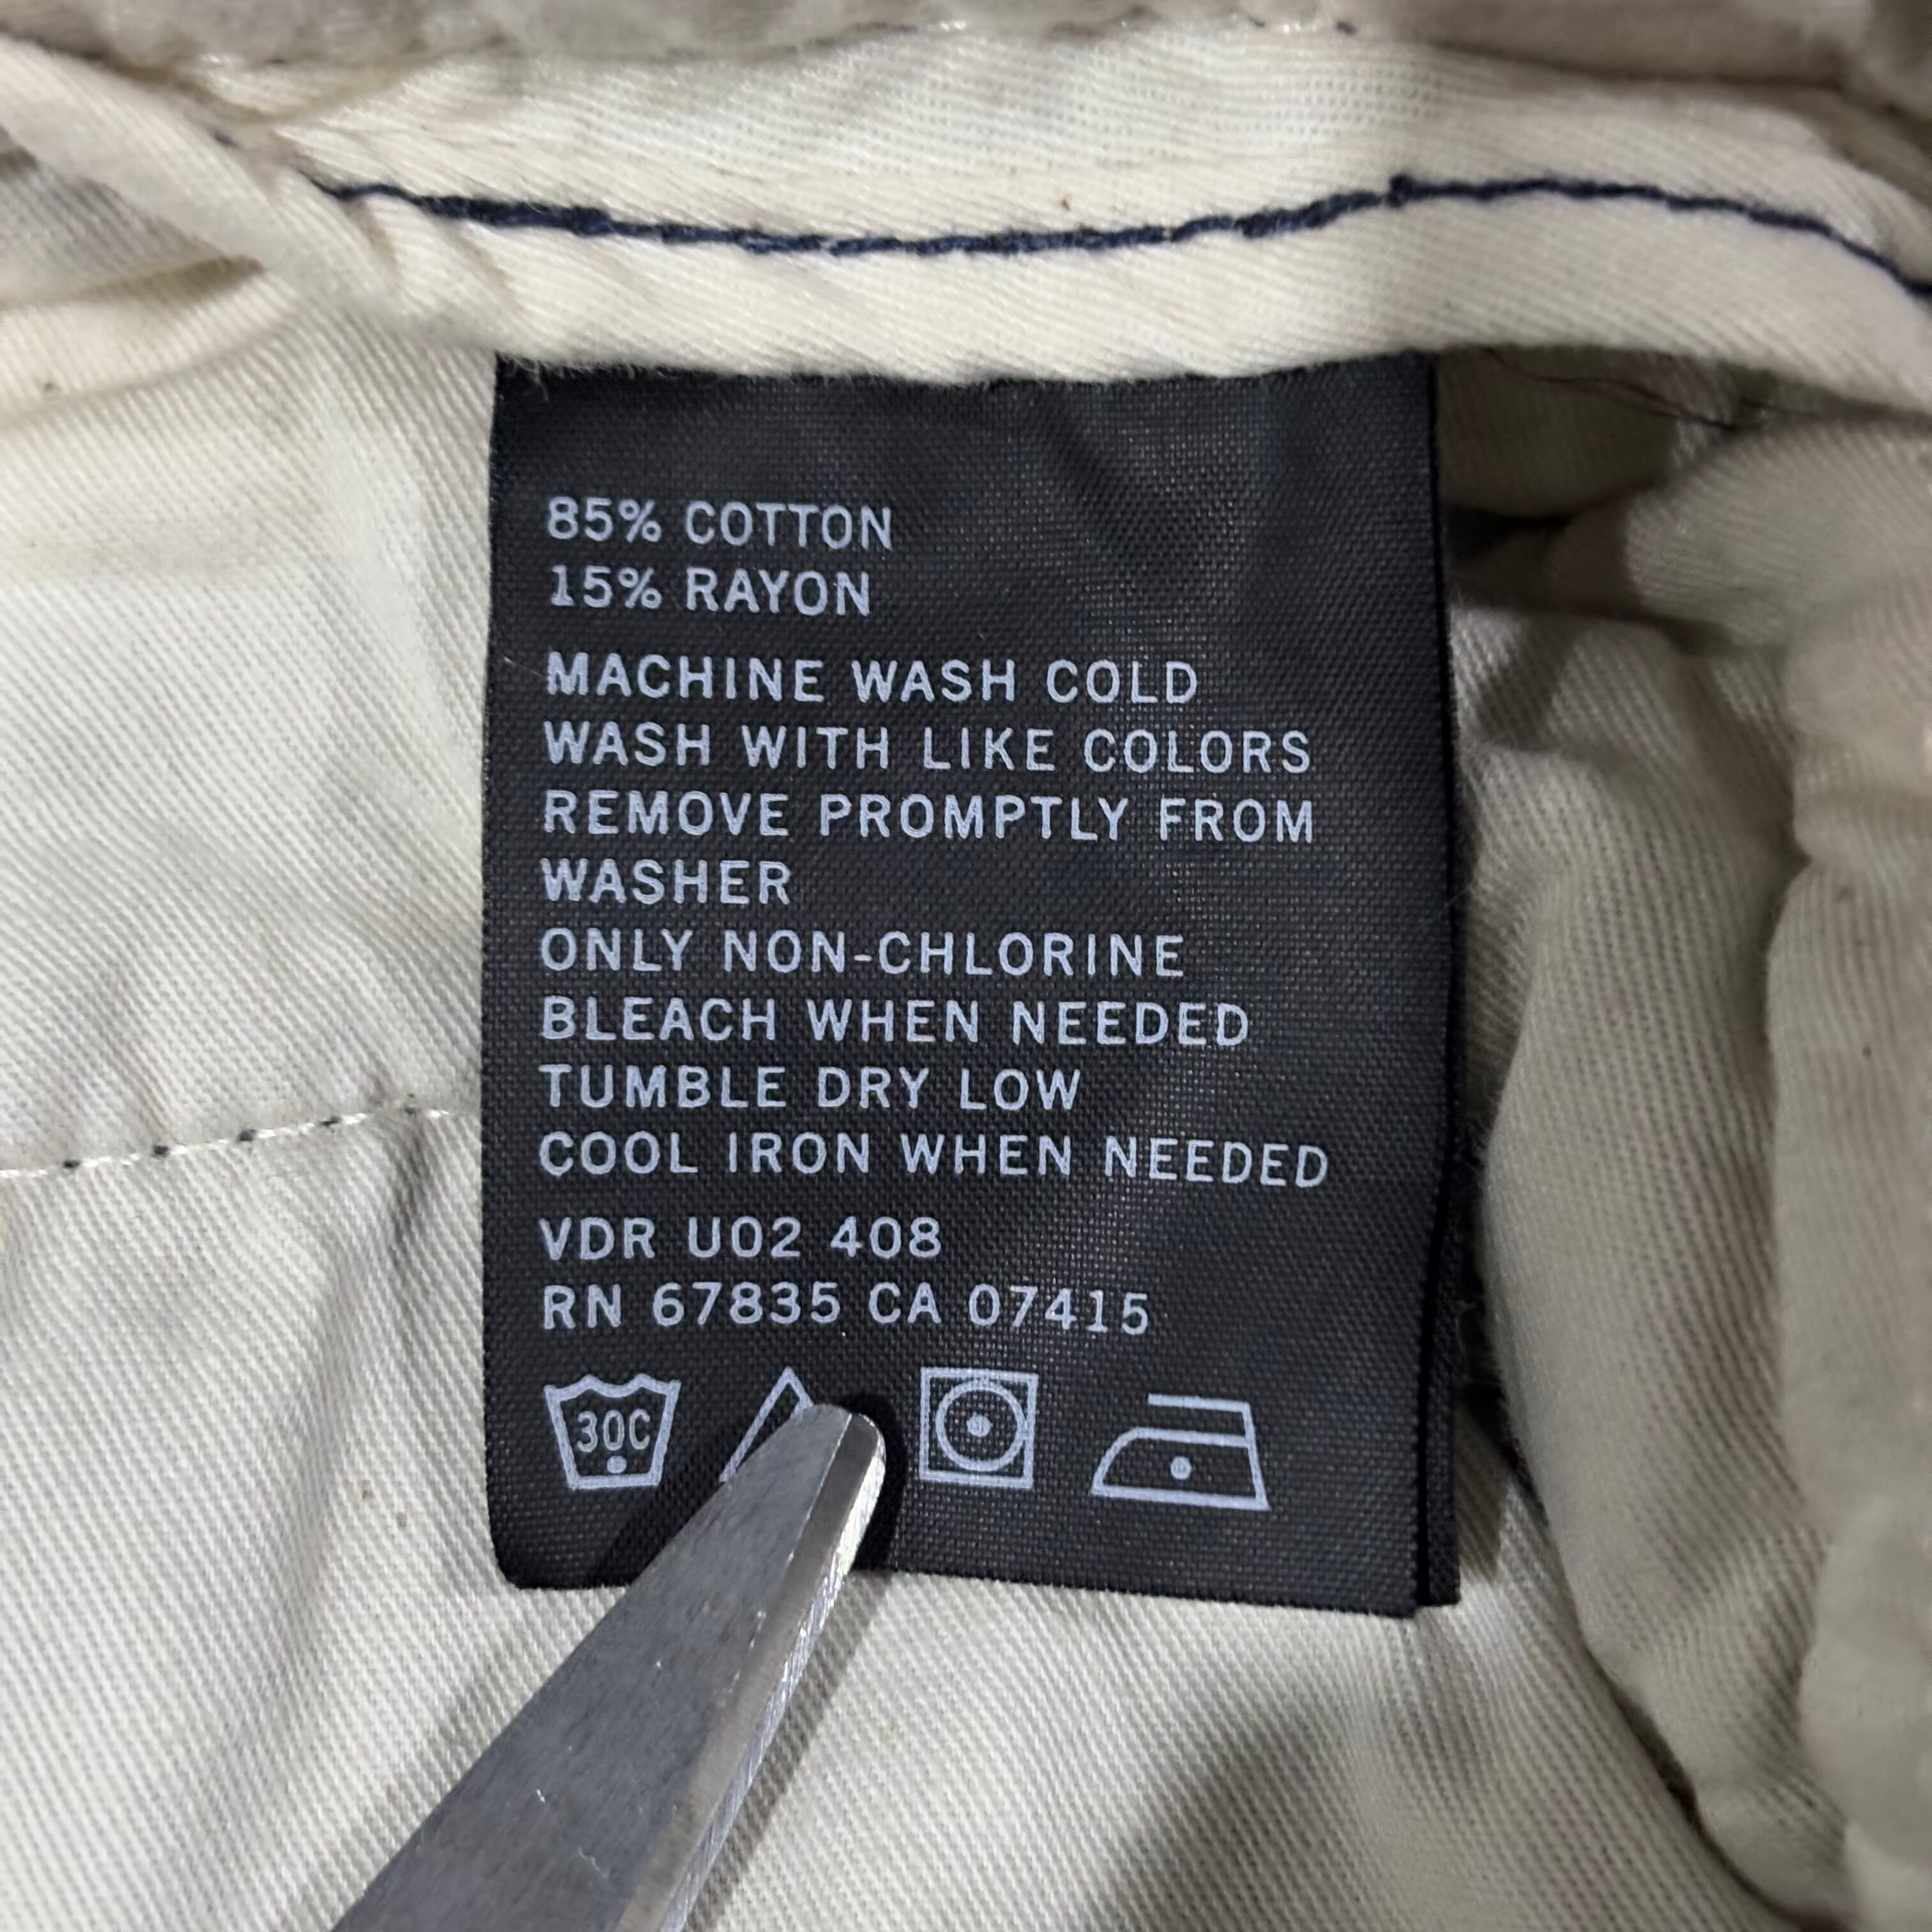 85% COTTON
15% RAYON
MACHINE WASH COLD
WASH WITH LIKE COLORS
REMOVE PROMPTLY FROM
WASHER
ONLY NON-CHLORINE
BLEACH WHEN NEEDED
TUMBLE DRY LOW
COOL IRON WHEN NEEDED
VDR U02 408
RN 67835 CA 07415
30C